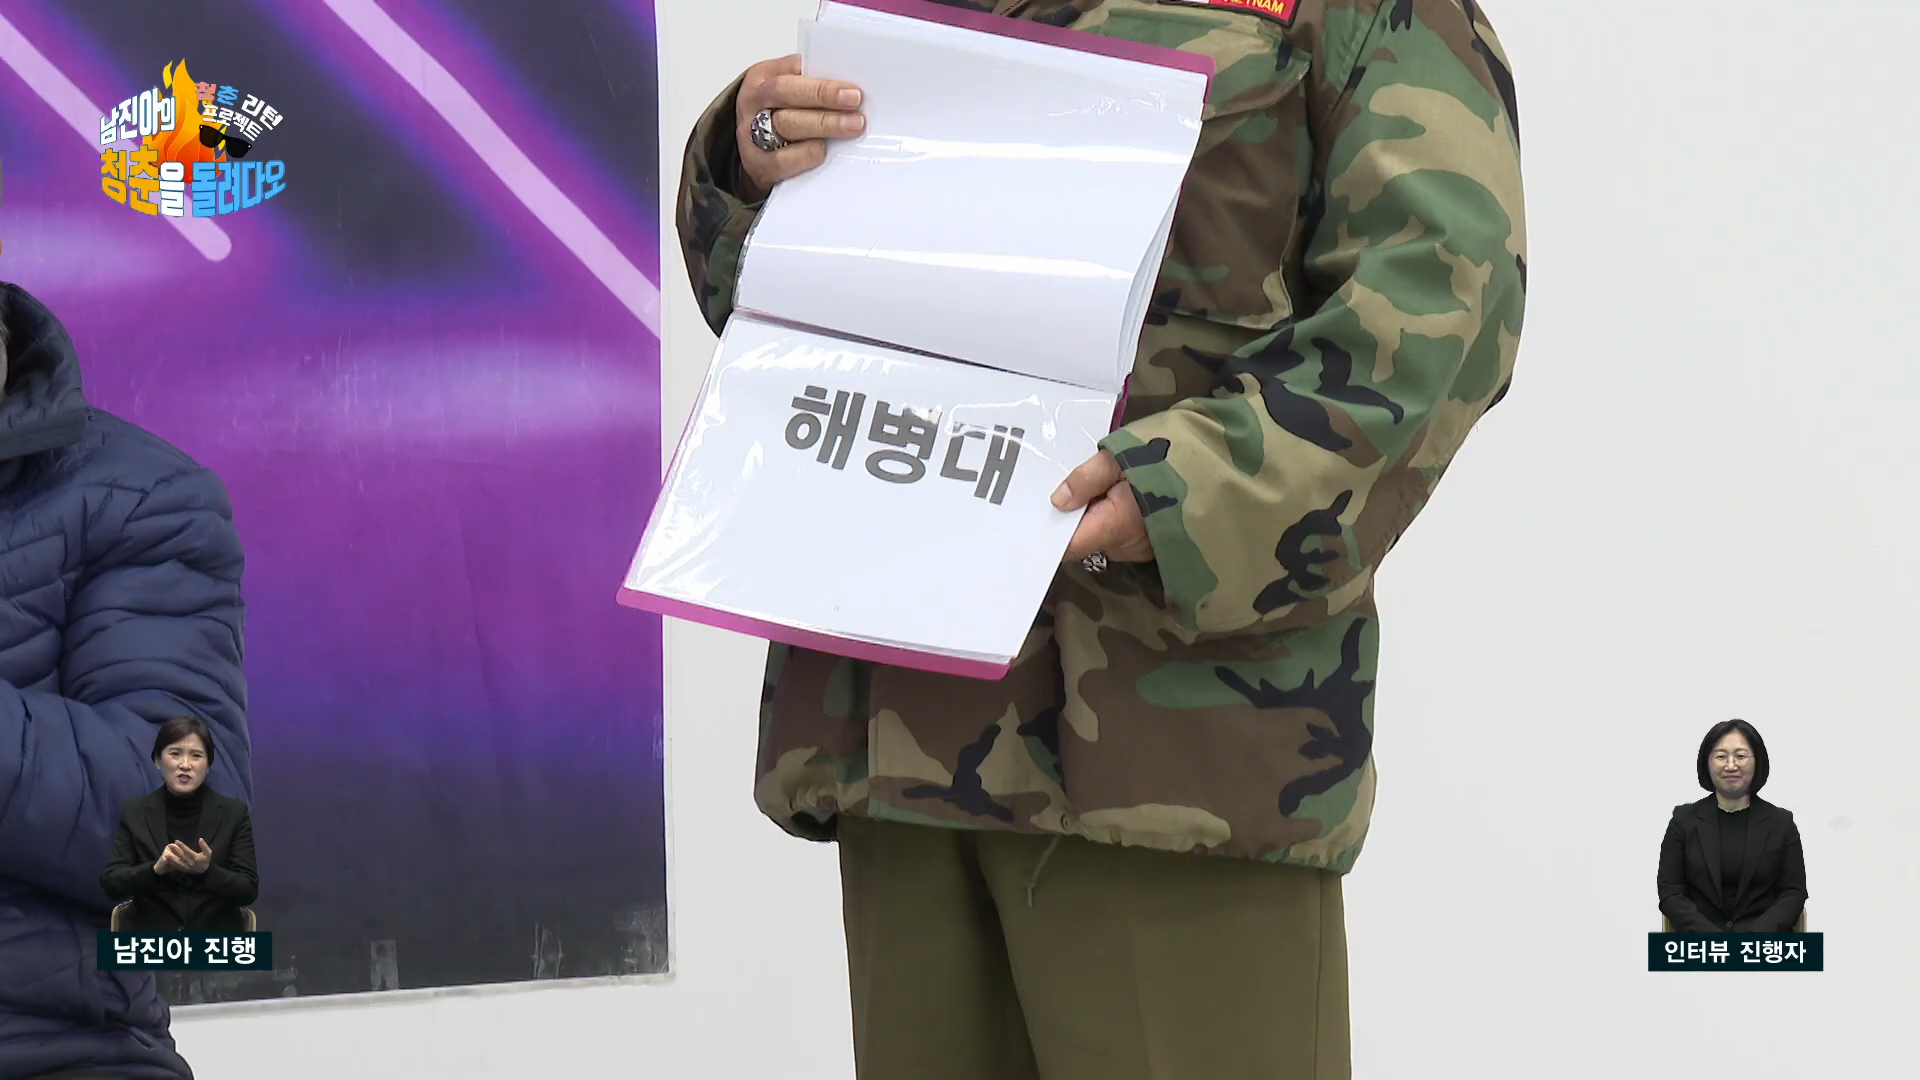 청춘 리턴
프로젝트
남진아의
청춘을 돌려다오
해병대
남진아 진행
인터뷰 진행자